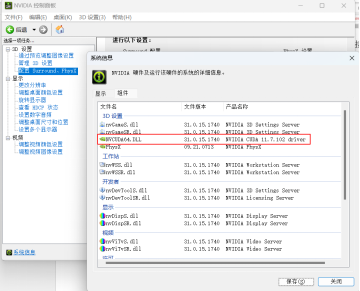 NVIDIA 控制面板
文件(F) 编辑(E) 桌面(K) 3D 设置(3) 帮助(H)
后退
选择一项任务...
3D 设置
通过预览调整图像设置
管理 3D 设置
配置 Surround、PhysX
显示
更改分辨率
调整桌面颜色设置
旋转显示器
查看 HDCP 状态
设置数字音频
调整桌面尺寸和位置
设置多个显示器
视频
调整视频颜色设置
调整视频图像设置
系统信息
进行以下设置:
系统信息
NVIDIA 硬件及运行该硬件的系统的详细信息。
显示 组件
文件名 文件版本 产品名称
3D 设置
nvGameS.dll 31.0.15.1740 NVIDIA 3D Settings Server
nvGameSR.dll 31.0.15.1740 NVIDIA 3D Settings Server
NVCUDA64.DLL 31.0.15.1740 NVIDIA CUDA 11.7.102 driver
PhysX 09.21.0713 NVIDIA PhysX
工作站
nvWSS.dll 31.0.15.1740 NVIDIA Workstation Server
nvWSSR.dll 31.0.15.1740 NVIDIA Workstation Server
开发者
nvDevToolS.dll 31.0.15.1740 NVIDIA 3D Settings Server
nvDevToolSR.dll 31.0.15.1740 NVIDIA Licensing Server
显示
nvDispS.dll 31.0.15.1740 NVIDIA Display Server
nvDispSR.dll 31.0.15.1740 NVIDIA Display Server
视频
nvViTvS.dll 31.0.15.1740 NVIDIA Video Server
nvViTvSR.dll 31.0.15.1740 NVIDIA Video Server
保存(S) 关闭